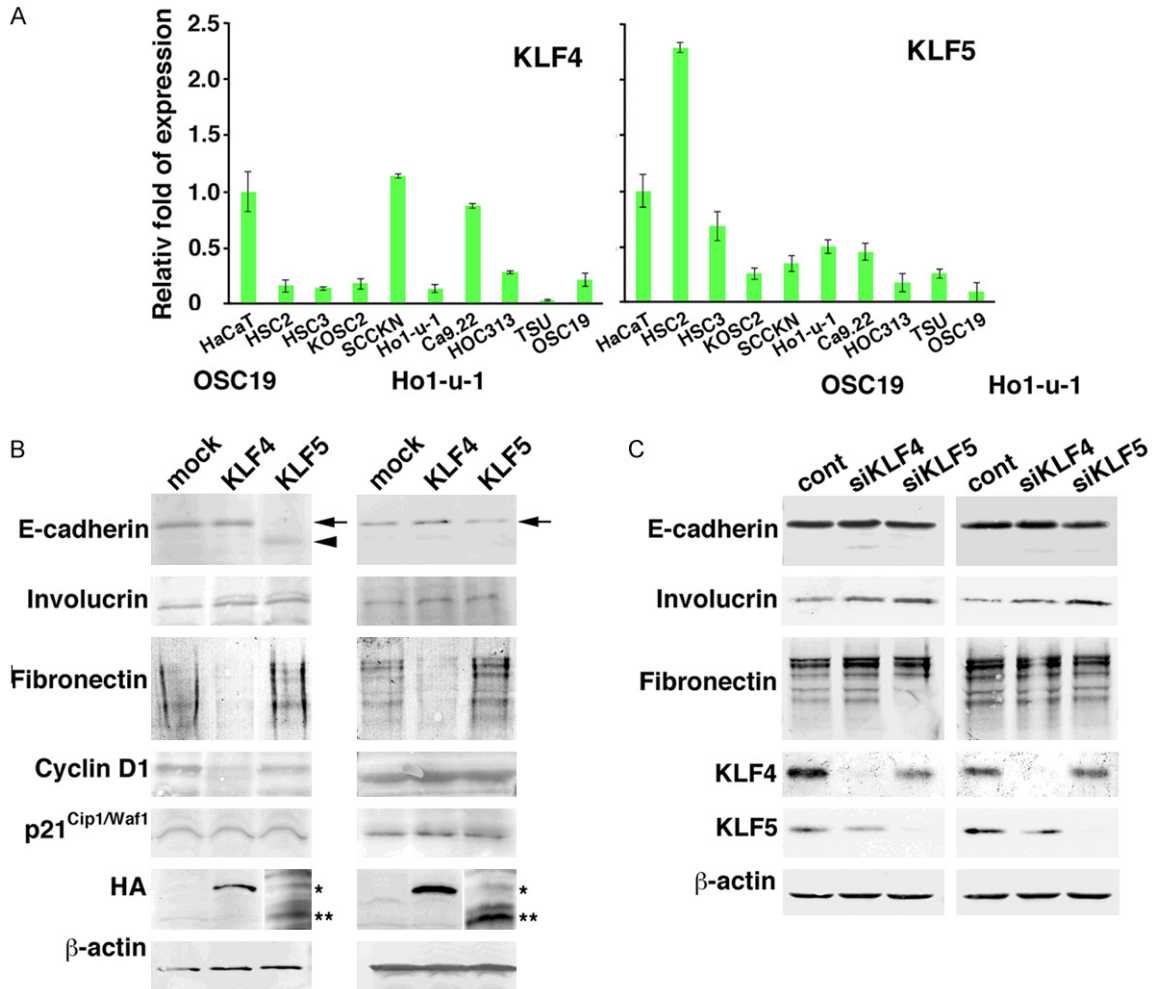 A
Relativ fold of expression
2.5
2.0
1.5
1.0
0.5
0
KLF4
HaCaT
HSC2
HSC3
KOSC2
SCCKN
Ho1-u-1
Ca9.22
HOC313
TSU
OSC19
KLF5
HaCaT
HSC2
HSC3
KOSC2
SCCKN
Ho1-u-1
Ca9.22
HOC313
TSU
OSC19
OSC19 Ho1-u-1
B
mock KLF4 KLF5 mock KLF4 KLF5
E-cadherin
Involucrin
Fibronectin
Cyclin D1
p21Cip1/Waf1
HA * *
** **
β-actin
OSC19 Ho1-u-1
C
cont siKLF4 siKLF5 cont siKLF4 siKLF5
E-cadherin
Involucrin
Fibronectin
KLF4
KLF5
β-actin